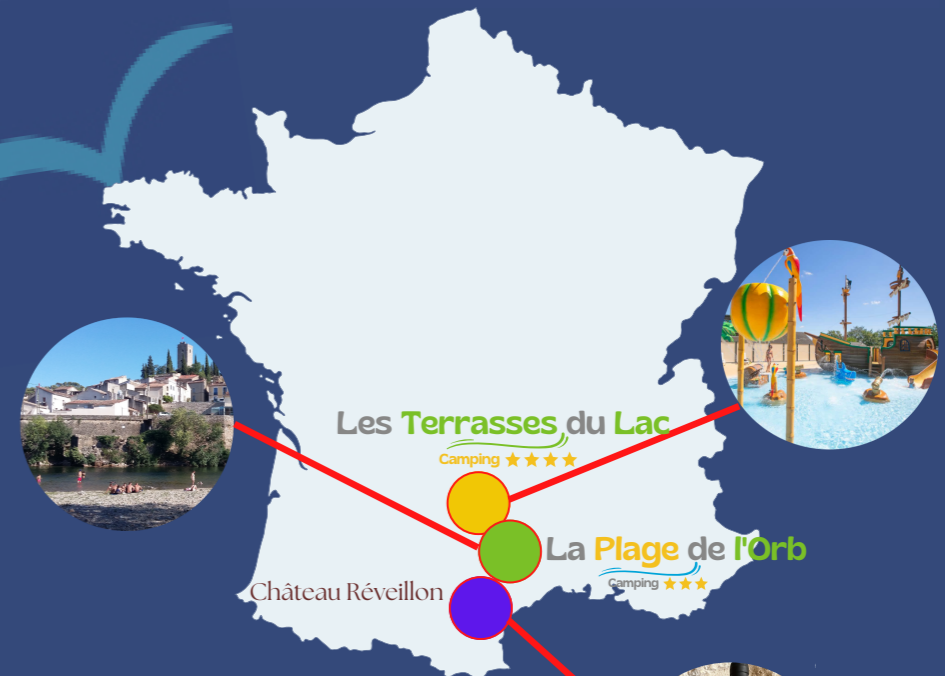 Les Terrasses du Lac
Camping
La Plage de l'Orb
Camping
Château Réveillon